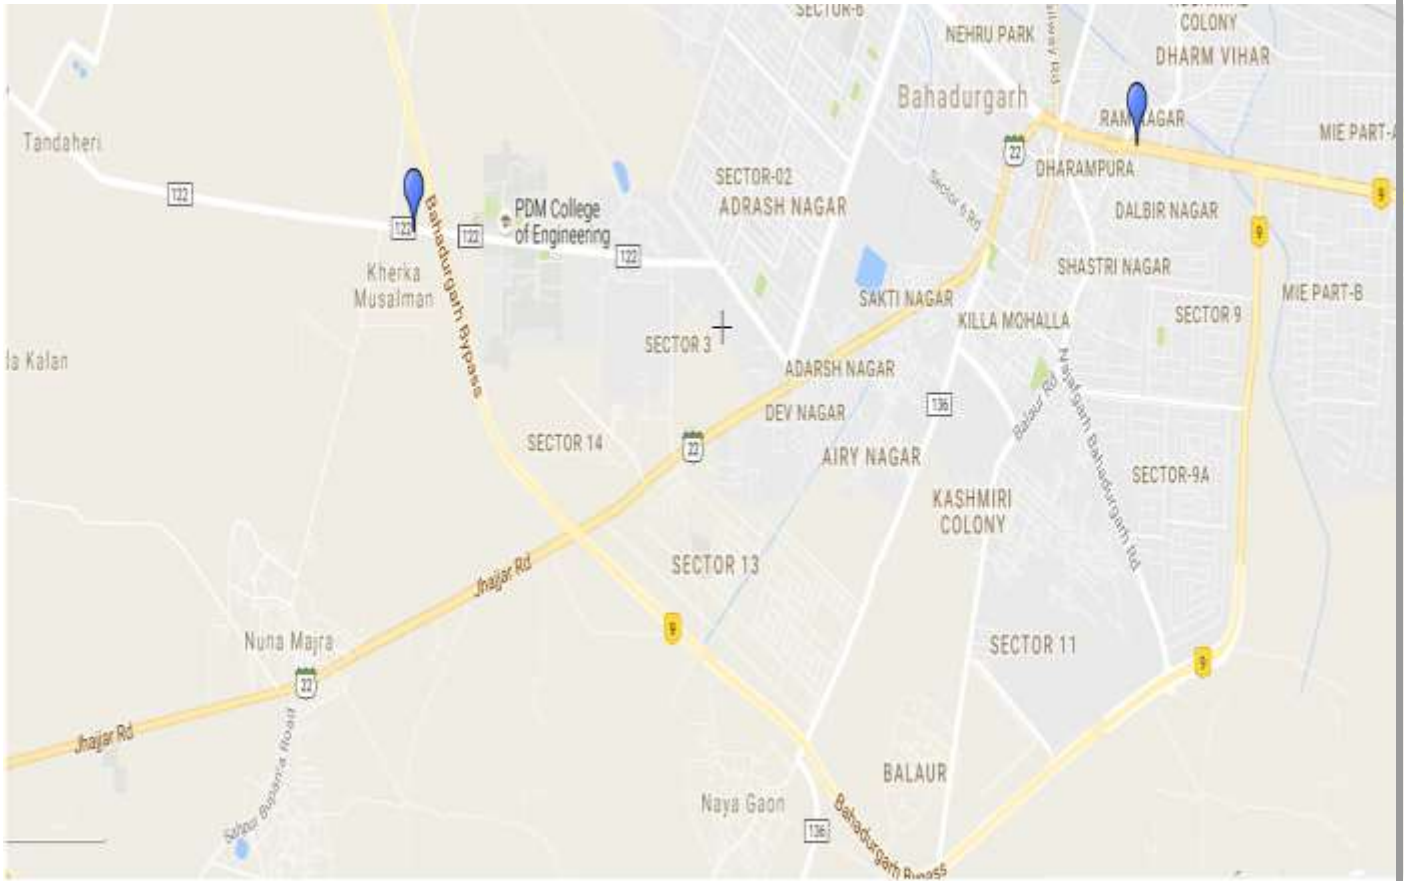 SECTOR-6
COLONY
NEHRU PARK
DHARM VIHAR
Bahadurgarh
RAM NAGAR
MIE PART-A
Tandaheri
22
DHARAMPURA
SECTOR-02
ADRASH NAGAR
Sector 6 Rd
9
122
PDM College
of Engineering
DALBIR NAGAR
122
122
122
9
Bahadurgarh Bypass
Kherka
Musalman
SHASTRI NAGAR
SAKTI NAGAR
MIE PART-B
KILLA MOHALLA
SECTOR 9
SECTOR 3
la Kalan
ADARSH NAGAR
136
Balaur Rd
Najafgarh Bahadurgarh Rd
DEV NAGAR
SECTOR 14
22
AIRY NAGAR
SECTOR-9A
KASHMIRI
COLONY
Jhajjar Rd
SECTOR 13
9
Nuna Majra
SECTOR 11
9
22
Jhajjar Rd
BALAUR
Naya Gaon
136
Bahadurgarh Bypass